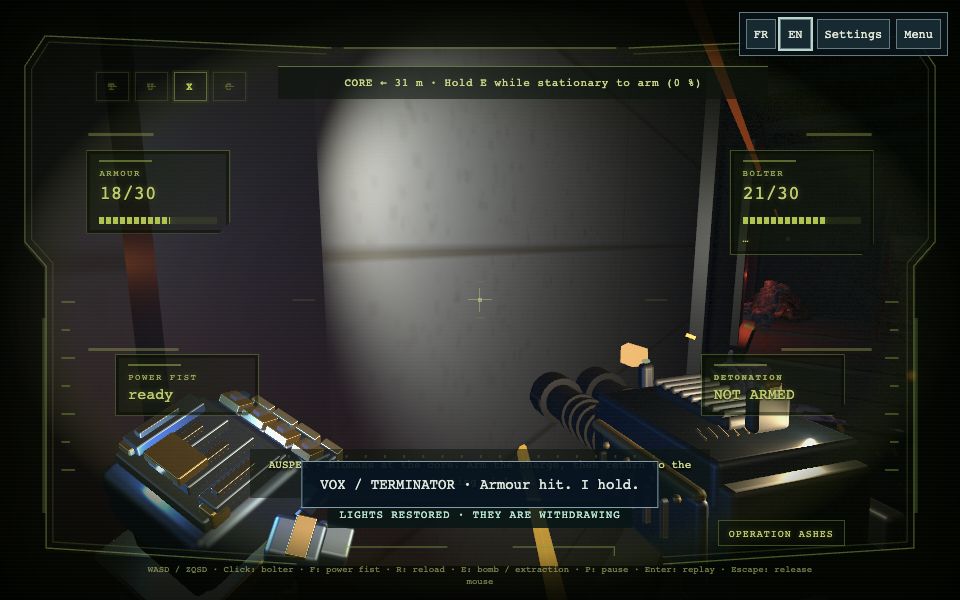 FR EN Settings Menu
CORE ← 31 m · Hold E while stationary to arm (0 %)
X
ARMOUR
18/30
BOLTER
21/30
…
POWER FIST
ready
DETONATION
NOT ARMED
AUSPE Biomass at the core. Arm the charge, then return to the
VOX / TERMINATOR · Armour hit. I hold.
LIGHTS RESTORED · THEY ARE WITHDRAWING
OPERATION ASHES
WASD / ZQSD · Click: bolter · F: power fist · R: reload · E: bomb / extraction · P: pause · Enter: replay · Escape: release
mouse